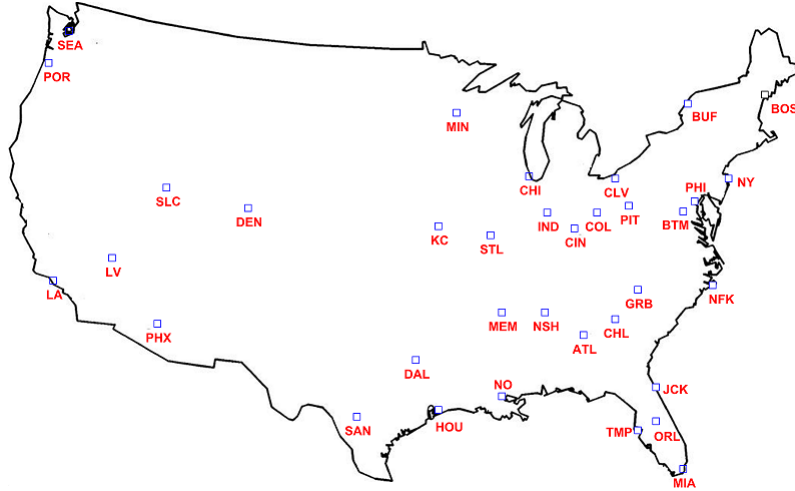 SEA
POR
BOS
BUF
MIN
CHI
CLV
NY
SLC
PHI
DEN
PIT
BTM
IND
COL
KC
CIN
STL
LV
LA
NFK
GRB
PHX
MEM
NSH
CHL
ATL
DAL
NO
JCK
SAN
HOU
TMP
ORL
MIA